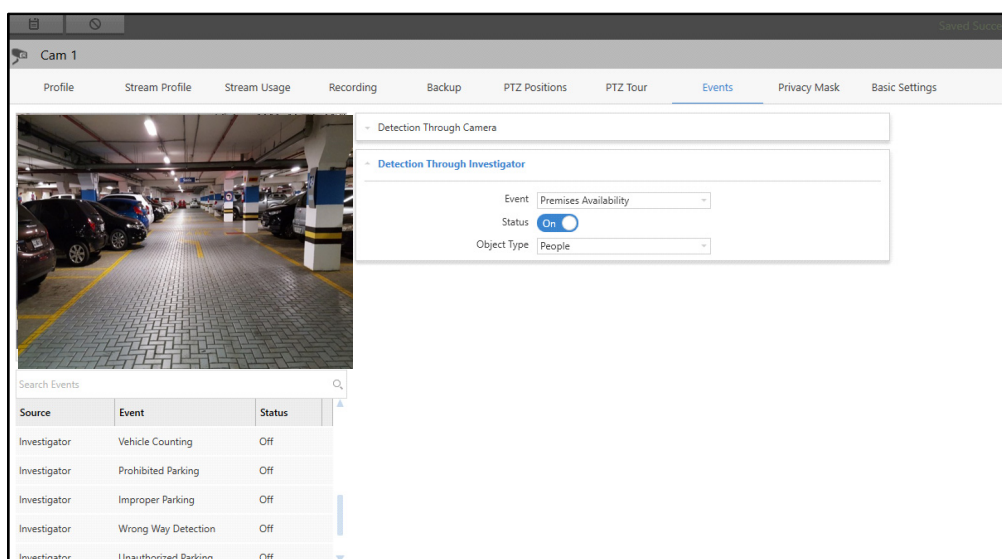 Saved Succe
Cam 1
Profile Stream Profile Stream Usage Recording Backup PTZ Positions PTZ Tour Events Privacy Mask Basic Settings
Detection Through Camera
Detection Through Investigator
Event Premises Availability
Status On
Object Type People
Search Events
Source Event Status
Investigator Vehicle Counting Off
Investigator Prohibited Parking Off
Investigator Improper Parking Off
Investigator Wrong Way Detection Off
Investigator Unauthorized Parking Off